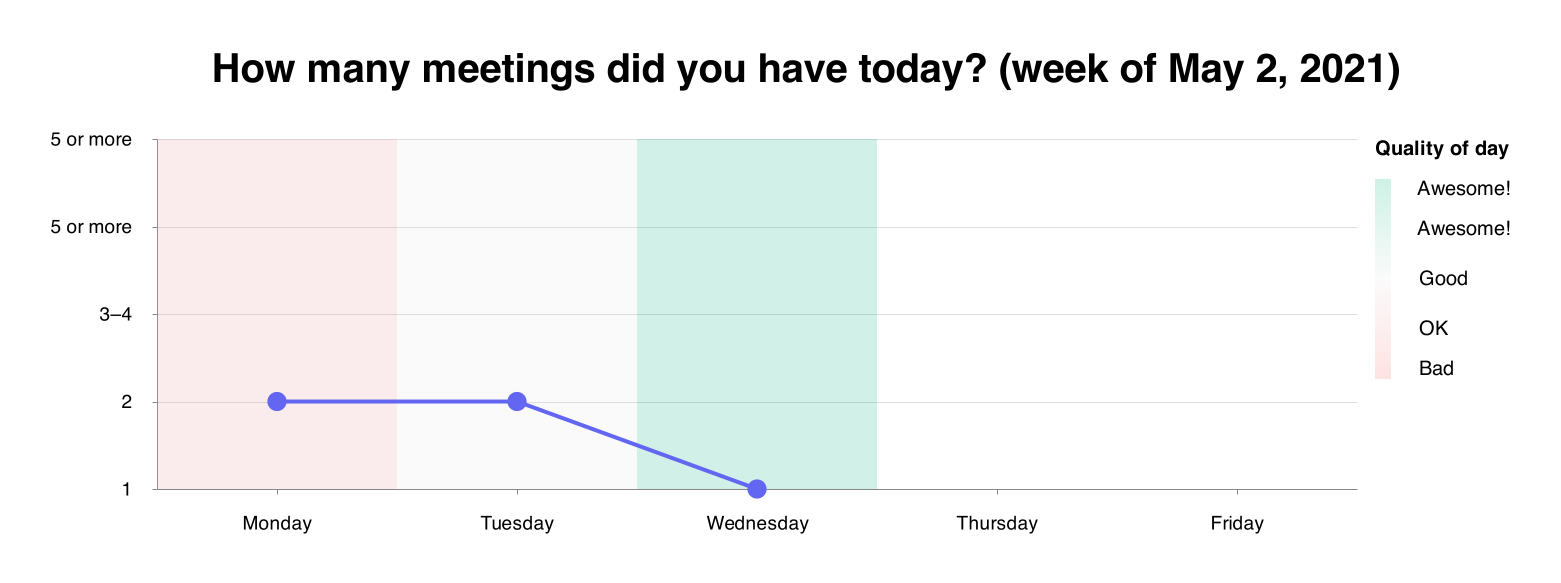 How many meetings did you have today? (week of May 2, 2021)
5 or more
5 or more
3–4
2
1
Monday Tuesday Wednesday Thursday Friday
Quality of day
Awesome!
Awesome!
Good
OK
Bad